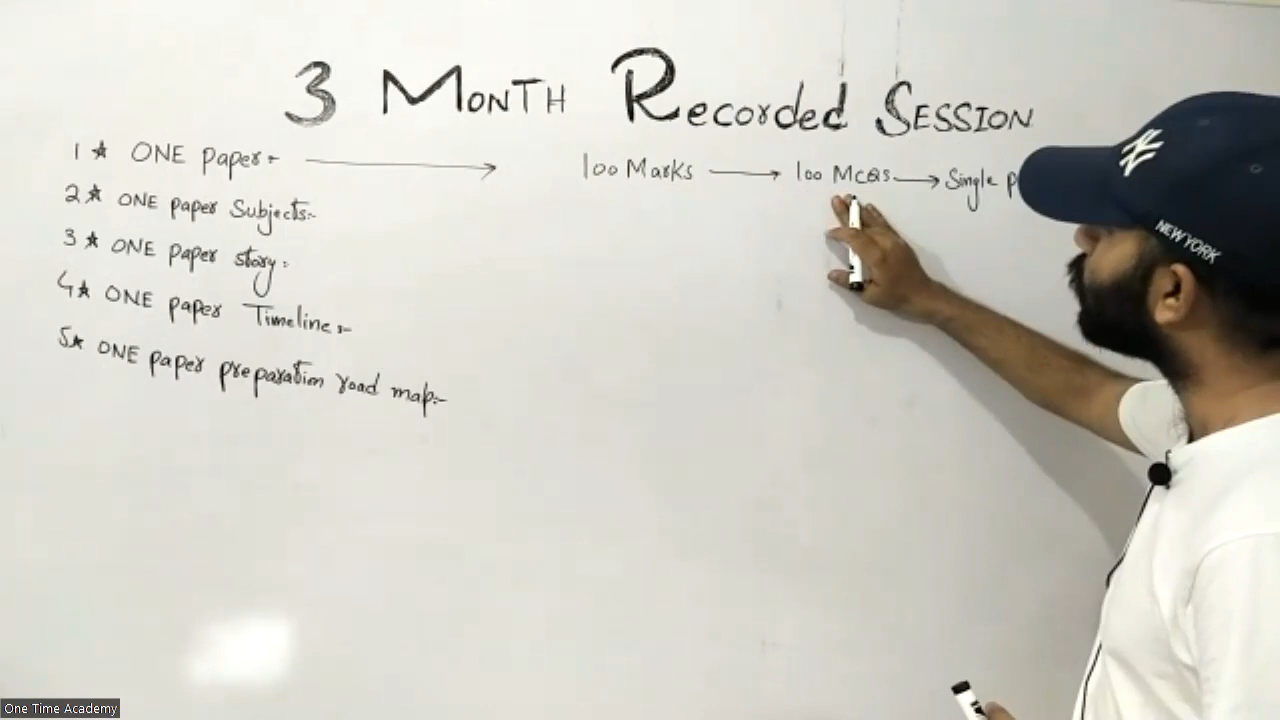 3 MONTH Recorded SESSION
1 ★ ONE paper:- → 100 Marks → 100 MCQS → Single
2 ★ ONE paper Subjects:-
3 ★ ONE paper story:-
4 ★ ONE paper Timeline:-
5 ★ ONE paper preparation road map:-
NY
NEW YORK
One Time Academy